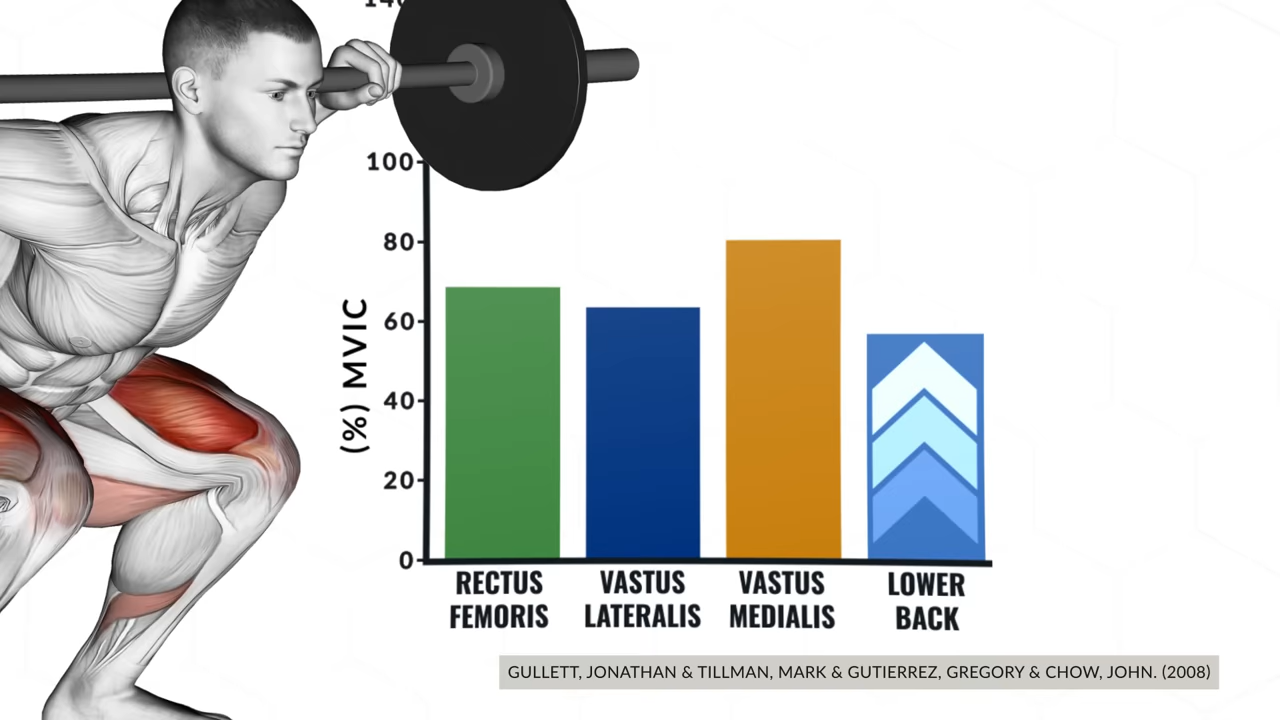 100
80
60
40
20
0
(%) MVIC
RECTUS
FEMORIS
VASTUS
LATERALIS
VASTUS
MEDIALIS
LOWER
BACK
GULLETT, JONATHAN & TILLMAN, MARK & GUTIERREZ, GREGORY & CHOW, JOHN. (2008)